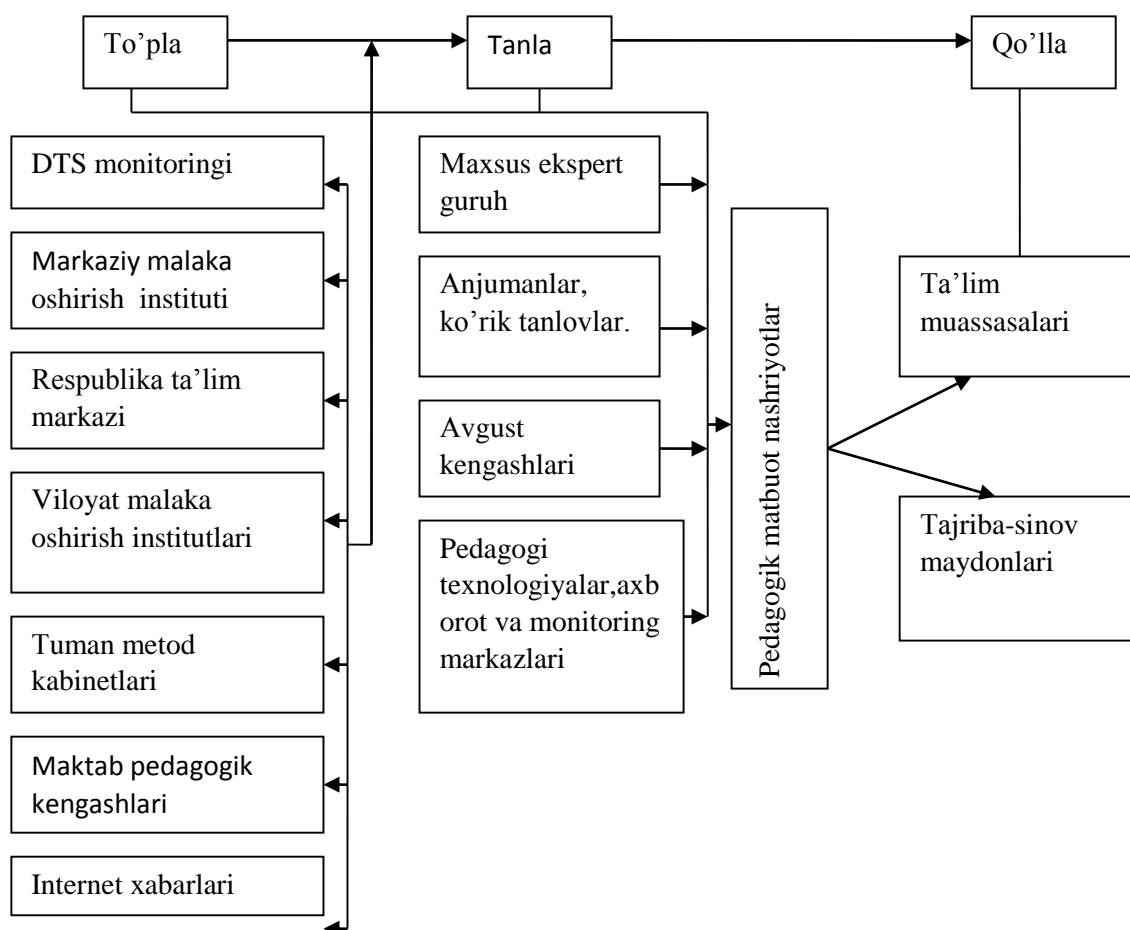 To’pla
Tanla
Qo’lla
DTS monitoringi
Markaziy malaka
oshirish instituti
Respublika ta’lim
markazi
Viloyat malaka
oshirish institutlari
Tuman metod
kabinetlari
Maktab pedagogik
kengashlari
Internet xabarlari
Maxsus ekspert
guruh
Anjumanlar,
ko’rik tanlovlar.
Avgust
kengashlari
Pedagogi
texnologiyalar,axb
orot va monitoring
markazlari
Pedagogik matbuot nashriyotlar
Ta’lim
muassasalari
Tajriba-sinov
maydonlari